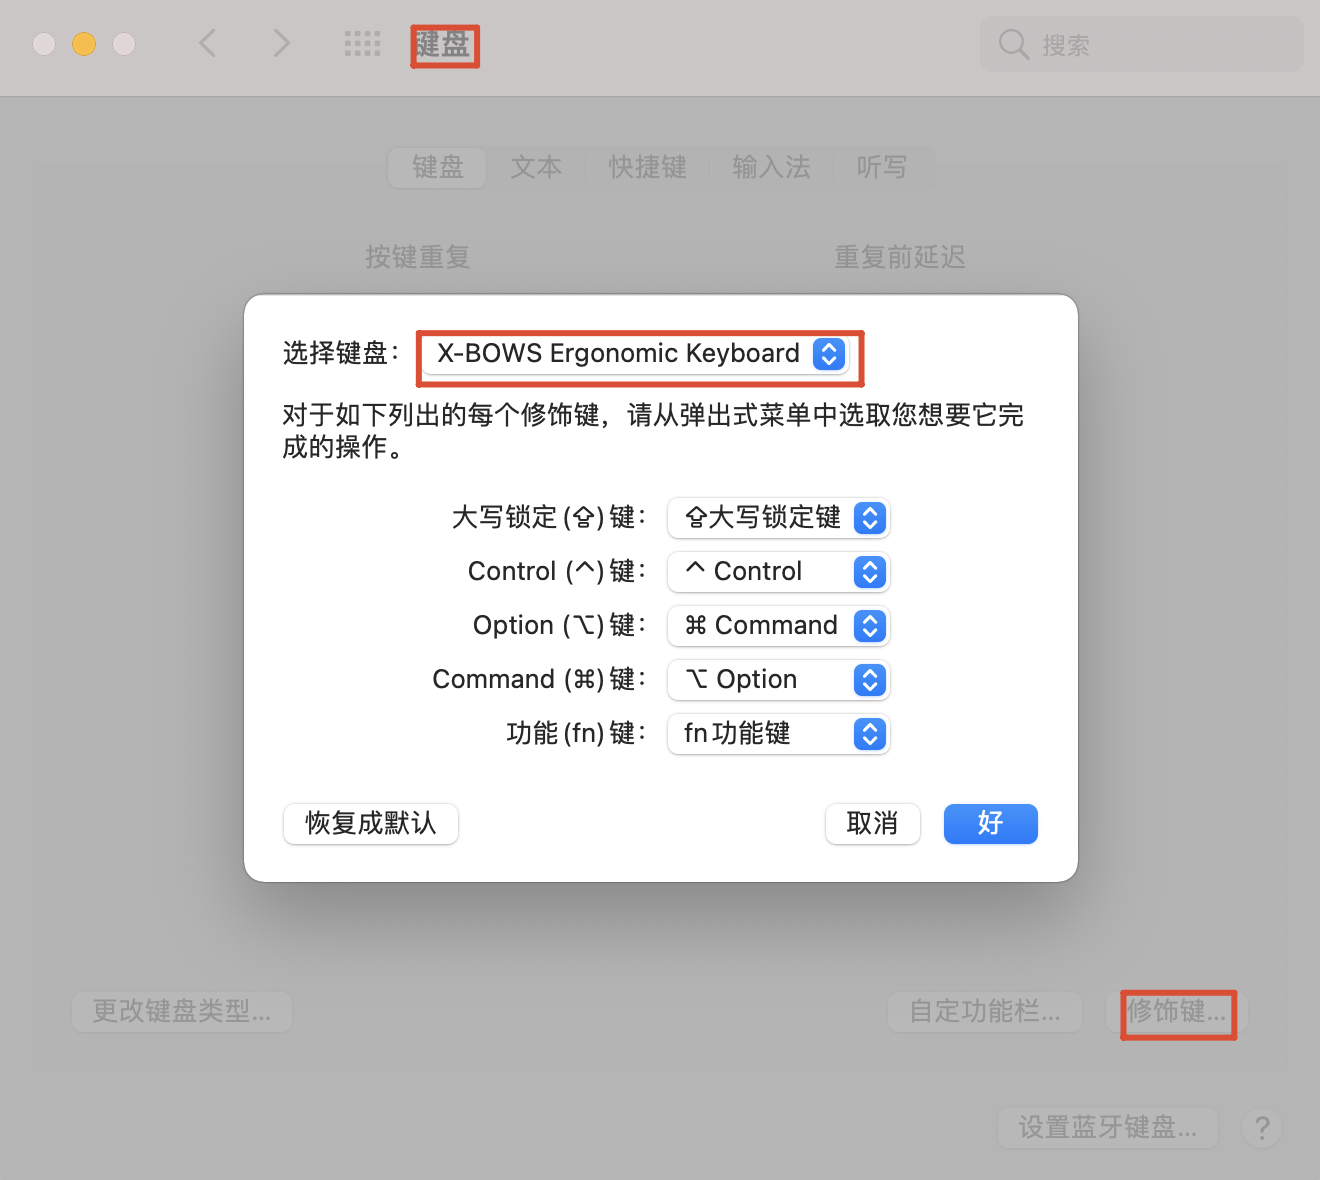 键盘
搜索
键盘 文本 快捷键 输入法 听写
按键重复 重复前延迟
选择键盘： X-BOWS Ergonomic Keyboard
对于如下列出的每个修饰键，请从弹出式菜单中选取您想要它完
成的操作。
大写锁定(⇪)键： ⇪大写锁定键
Control (^)键： ^ Control
Option (⌥)键： ⌘ Command
Command (⌘)键： ⌥ Option
功能(fn)键： fn功能键
恢复成默认 取消 好
更改键盘类型... 自定功能栏... 修饰键...
设置蓝牙键盘... ?